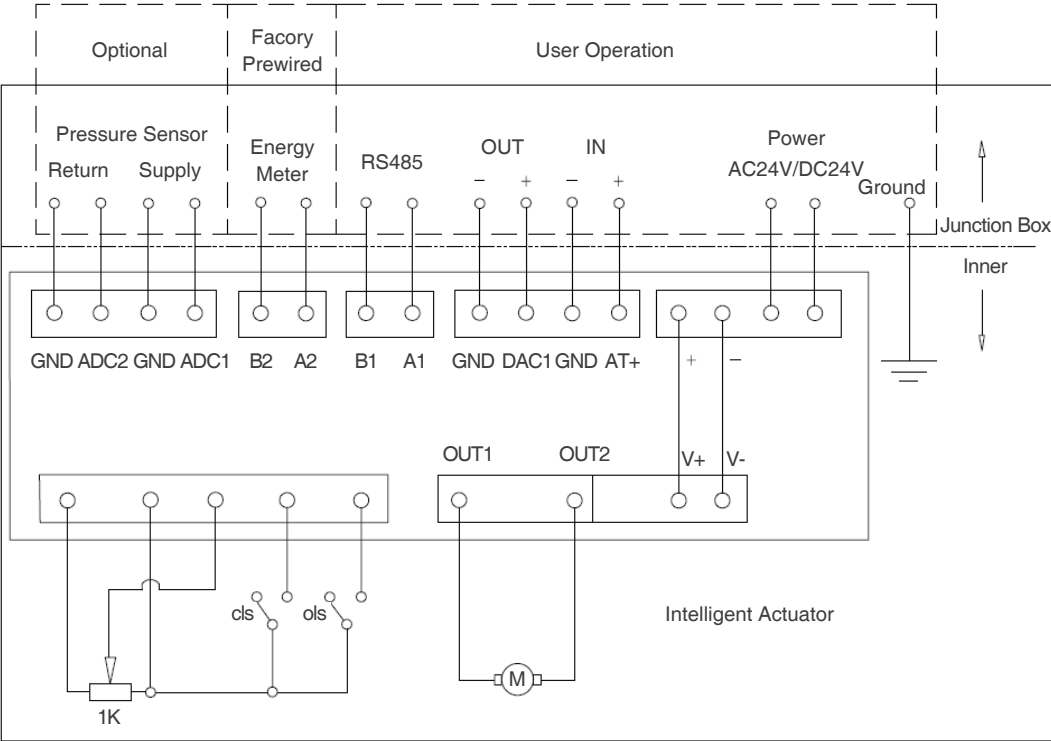 Optional
Facory
Prewired
User Operation
Pressure Sensor
Return
Supply
Energy
Meter
RS485
OUT
IN
− + − +
Power
AC24V/DC24V
Ground
Junction Box
Inner
GND ADC2 GND ADC1
B2 A2
B1 A1
GND DAC1 GND AT+
+ −
OUT1
OUT2
V+ V-
cls
ols
Intelligent Actuator
M
1K